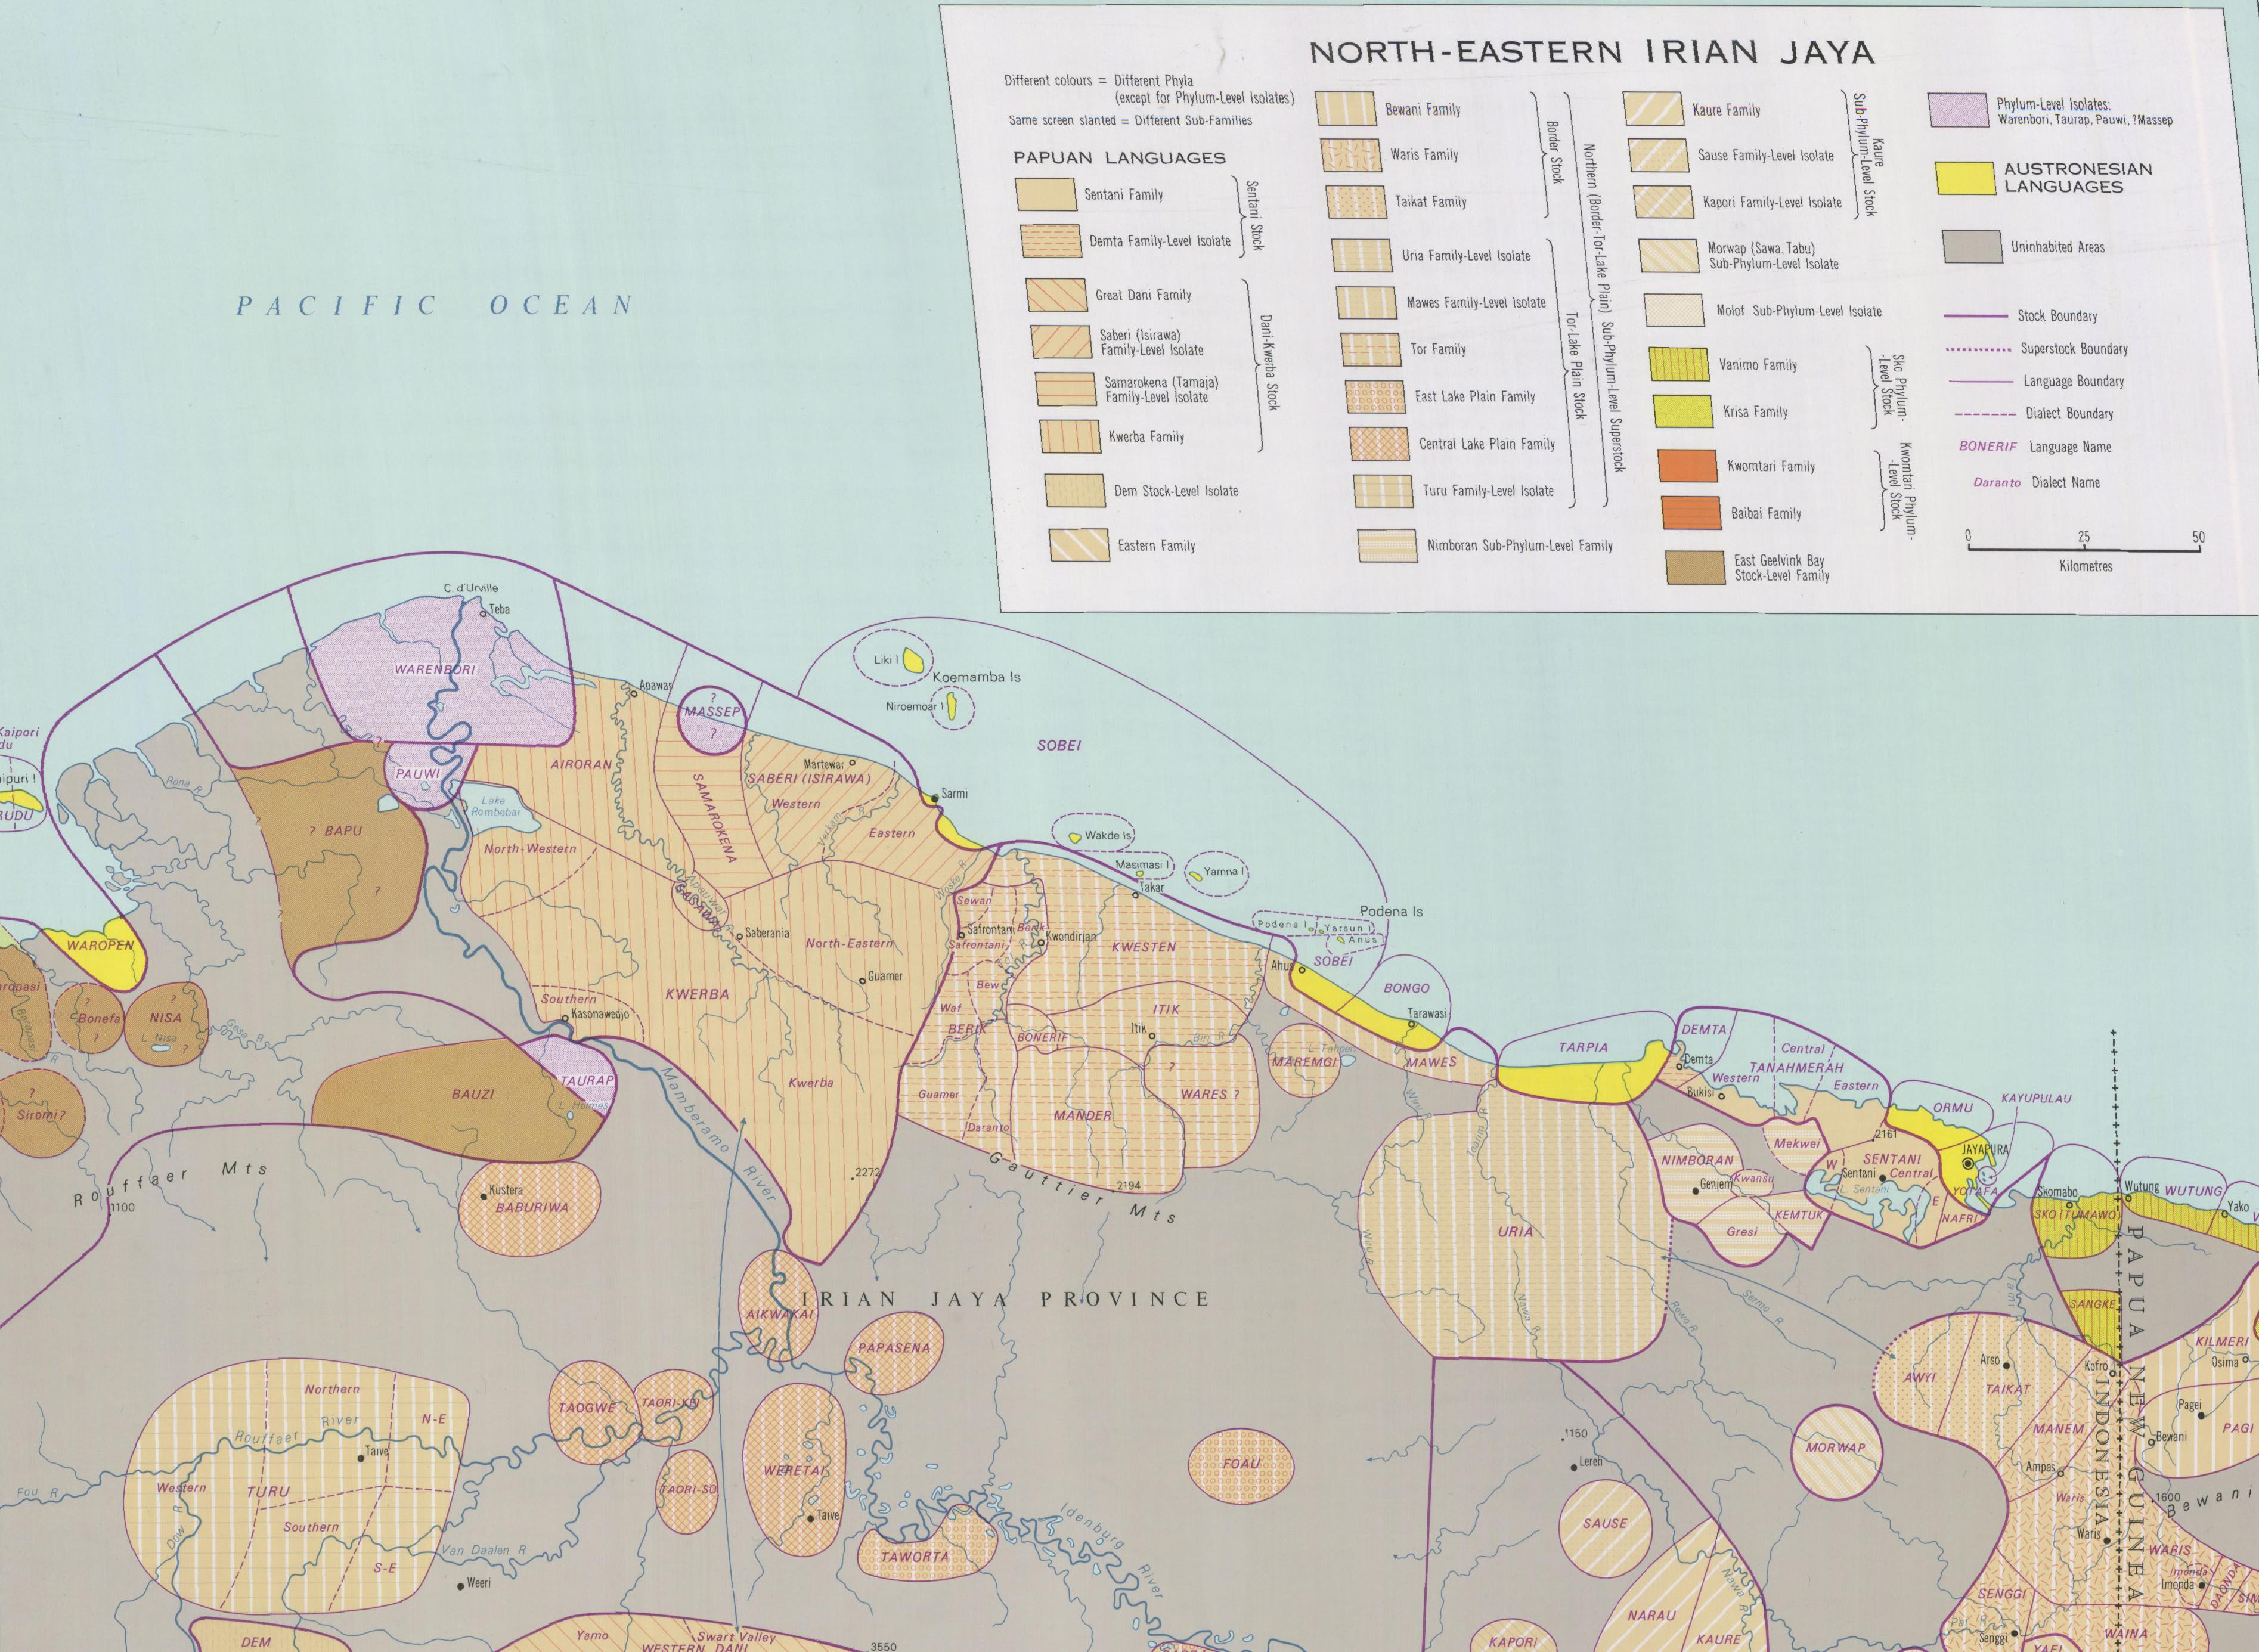 NORTH-EASTERN IRIAN JAYA
Different colours = Different Phyla
(except for Phylum-Level Isolates)
Same screen slanted = Different Sub-Families
PAPUAN LANGUAGES
Sentani Family
Demta Family-Level Isolate
Sentani Stock
Great Dani Family
Saberi (Isirawa)
Family-Level Isolate
Samarokena (Tamaja)
Family-Level Isolate
Kwerba Family
Dani-Kwerba Stock
Dem Stock-Level Isolate
Eastern Family
Bewani Family
Waris Family
Taikat Family
Border Stock
Uria Family-Level Isolate
Mawes Family-Level Isolate
Tor Family
East Lake Plain Family
Central Lake Plain Family
Turu Family-Level Isolate
Tor-Lake Plain Stock
Northern (Border-Tor-Lake Plain) Sub-Phylum-Level Superstock
Nimboran Sub-Phylum-Level Family
Kaure Family
Sause Family-Level Isolate
Kapori Family-Level Isolate
Kaure
Sub-Phylum-Level Stock
Morwap (Sawa, Tabu)
Sub-Phylum-Level Isolate
Molof Sub-Phylum-Level Isolate
Vanimo Family
Krisa Family
Sko Phylum-
-Level Stock
Kwomtari Family
Baibai Family
Kwomtari Phylum-
-Level Stock
East Geelvink Bay
Stock-Level Family
Phylum-Level Isolates:
Warenbori, Taurap, Pauwi, ?Massep
AUSTRONESIAN
LANGUAGES
Uninhabited Areas
Stock Boundary
Superstock Boundary
Language Boundary
Dialect Boundary
BONERIF Language Name
Daranto Dialect Name
0 25 50
Kilometres
PACIFIC OCEAN
C. d'Urville
Teba
WARENBORI
Apawar
?
MASSEP
?
Liki I
Koemamba Is
Niroemoar I
SOBEI
Kaipori
?
PAUWI
Rona R
AIRORAN
Martewar
SABERI (ISIRAWA)
Western
Sarmi
SAMAROKENA
Lake
Rombebai
RUDU
? BAPU
?
?
?
North-Western
Eastern
Verkam R
Wakde Is
Masimasi I
Yamna I
Takar
Apauwar R
Woske R
Sewan
Safrontani
Safrontani
Berik
Kwondirjan
KWESTEN
Podena Is
Podena I
Yarsun I
Anus I
SOBEI
Ahus
BONGO
Tarawasi
WAROPEN
Saberania
North-Eastern
Guamer
KWERBA
Southern
Kasonawedjo
Bew
Waf
BERIK
BONERIF
ITIK
Itik
Biri R
Barapasi R
?
Bonefa
?
?
NISA
L. Nisa
?
Gesa R
?
Siromi?
BAUZI
TAURAP
L. Holmes
Mamberamo River
Kwerba
Guamer
Daranto
MANDER
?
WARES ?
MAREMGI
L. Tahoen
MAWES
TARPIA
DEMTA
Demta
Western
Bukisi
Central
TANAHMERAH
Eastern
ORMU
KAYUPULAU
JAYAPURA
YOTAFA
Mekwei
2161
SENTANI
Sentani
Central
L. Sentani
W
E
NAFRI
NIMBORAN
Genjem
Kwansu
KEMTUK
Gresi
Skomabo
SKO (TUMAWO)
Wutung
WUTUNG
Yako
SANGKE
Rouffaer Mts
1100
Kustera
BABURIWA
2272
Gauttier Mts
2194
Wiru R
Wiru R
Toarim R
URIA
Nawa R
Sermo R
Tami R
IRIAN JAYA PROVINCE
AIKWAKAI
PAPASENA
TAOGWE
TAORI-KEI
TAORI-SO
WERETAI
Taive
FOAU
TAWORTA
Idenburg River
Northern
N-E
Rouffaer River
Taive
Western
TURU
Southern
S-E
Fou R
Dow R
Van Daalen R
Weeri
DEM
Yamo
Swart Valley
WESTERN DANI
3550
1150
Lereh
SAUSE
NARAU
KAURE
KAPORI
Nawa R
MORWAP
AWYI
Arso
TAIKAT
Kofro
MANEM
Ampas
Waris
Waris
WARIS
SENGGI
Senggi
WAINA
Imonda
Imonda
DAONDA
KILMERI
Osima
Pagei
PAGI
Bewani
1600
Bewani
INDONESIA
PAPUA NEW GUINEA